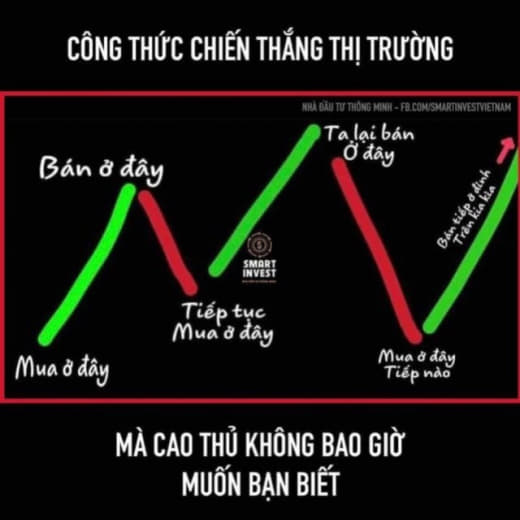 CÔNG THỨC CHIẾN THẮNG THỊ TRƯỜNG
NHÀ ĐẦU TƯ THÔNG MINH - FB.COM/SMARTINVESTVIETNAM
Bán ở đây
Ta lại bán
Ở đây
Bán tiếp ở đỉnh
Trên kia kìa
SMART
INVEST
Tiếp tục
Mua ở đây
Mua ở đây
Mua ở đây
Tiếp nào
MÀ CAO THỦ KHÔNG BAO GIỜ
MUỐN BẠN BIẾT